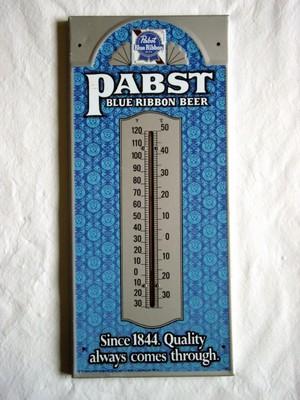 Pabst
Blue Ribbon
PABST
BLUE RIBBON BEER
F C
120 50
110 40
100
90 30
80
70 20
60
50 10
40
30 0
20
10 10
0
10 20
20
30 30
Since 1844. Quality
always comes through.